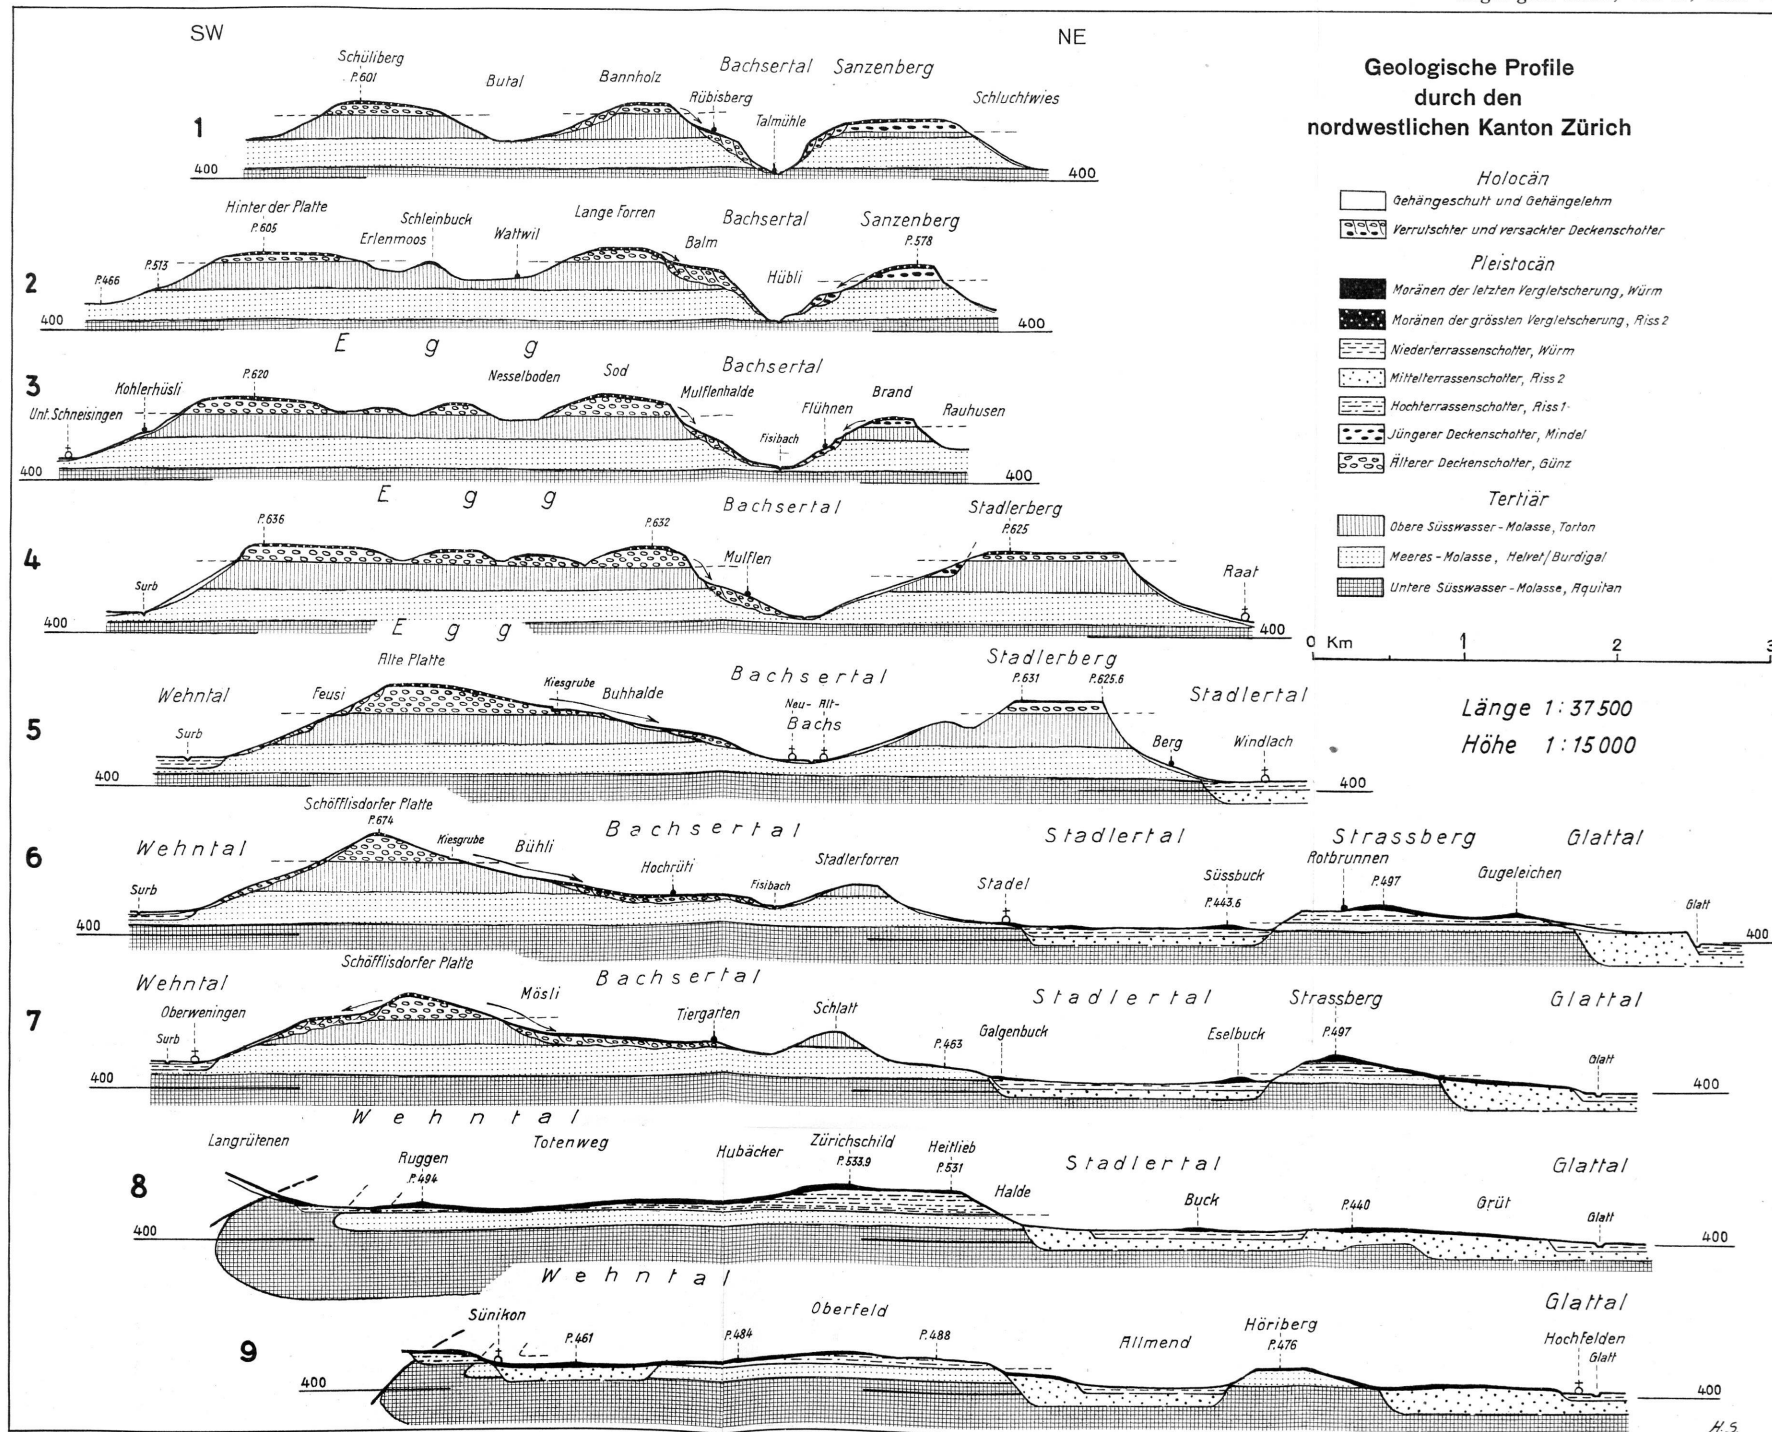 SW
NE
Schüliberg
P.601
Butal
Bannholz
Bachsertal
Sanzenberg
Rübisberg
Talmühle
Schluchtwies
1
400
400
Hinter der Platte
P.605
Erlenmoos
Schleinbuck
Wattwil
Lange Forren
Balm
Bachsertal
Sanzenberg
P.578
Hübli
P.513
P.466
2
400
400
E g g
3
Unt.Schneisingen
Kohlerhüsli
P.620
Nesselboden
Sod
Mulflenhalde
Bachsertal
Flühnen
Brand
Rauhusen
Fisibach
400
400
E g g
4
P.636
P.632
Bachsertal
Stadlerberg
P.625
Mulflen
Surb
Raat
400
400
E g g
5
Wehntal
Alte Platte
Feusi
Kiesgrube
Buhhalde
Bachsertal
Neu- Alt-
Bachs
Stadlerberg
P.631
P.625.6
Stadlertal
Surb
Berg
Windlach
400
400
6
Wehntal
Schöfflisdorfer Platte
P.674
Kiesgrube
Bühli
Bachsertal
Hochrüti
Stadlerforren
Fisibach
Stadlertal
Stadel
Süssbuck
P.443.6
Strassberg
Rotbrunnen
P.497
Gugeleichen
Glattal
Glatt
Surb
400
400
7
Wehntal
Schöfflisdorfer Platte
Oberweningen
Surb
Mösli
Bachsertal
Tiergarten
Schlatt
P.463
Galgenbuck
Stadlertal
Eselbuck
Strassberg
P.497
Glattal
Glatt
400
400
Wehntal
8
Langrütenen
Ruggen
P.494
Totenweg
Hubäcker
Zürichschild
P.533.9
Heitlieb
P.531
Halde
Stadlertal
Buck
P.440
Grüt
Glattal
Glatt
400
400
Wehntal
9
Sünikon
P.461
P.484
Oberfeld
P.488
Allmend
Höriberg
P.476
Glattal
Hochfelden
Glatt
400
400
H.S.
Geologische Profile
durch den
nordwestlichen Kanton Zürich
Holocän
Gehängeschutt und Gehängelehm
Verrutschter und versackter Deckenschotter
Pleistocän
Moränen der letzten Vergletscherung, Würm
Moränen der grössten Vergletscherung, Riss 2
Niederterrassenschotter, Würm
Mittelterrassenschotter, Riss 2
Hochterrassenschotter, Riss 1
Jüngerer Deckenschotter, Mindel
Älterer Deckenschotter, Günz
Tertiär
Obere Süsswasser-Molasse, Torton
Meeres-Molasse, Helvet/Burdigal
Untere Süsswasser-Molasse, Aquitan
0 Km 1 2 3
Länge 1:37 500
Höhe 1:15 000